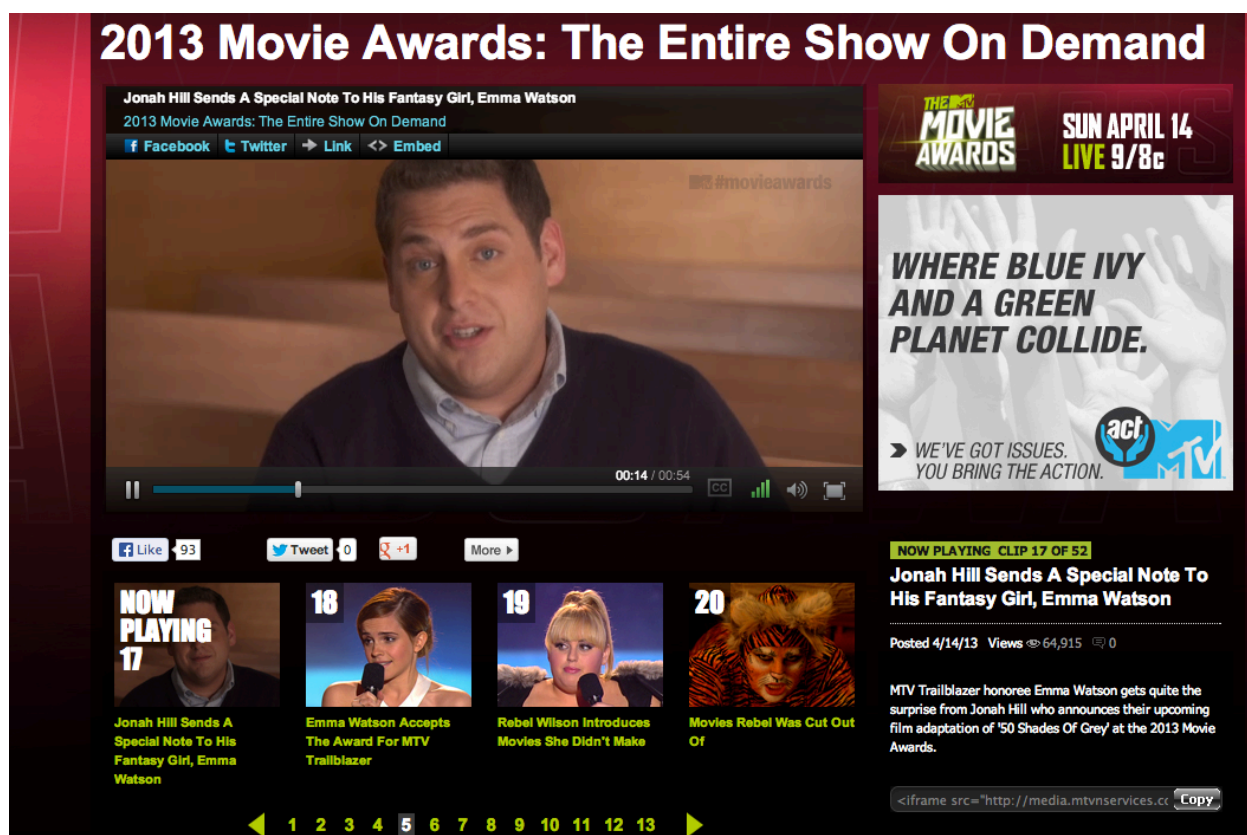 2013 Movie Awards: The Entire Show On Demand
Jonah Hill Sends A Special Note To His Fantasy Girl, Emma Watson
2013 Movie Awards: The Entire Show On Demand
Facebook Twitter Link <> Embed
#movieawards
00:14 / 00:54
CC
THE MTV
MOVIE
AWARDS
SUN APRIL 14
LIVE 9/8c
WHERE BLUE IVY
AND A GREEN
PLANET COLLIDE.
WE'VE GOT ISSUES.
YOU BRING THE ACTION.
act
MTV
Like 93
Tweet 0
g +1
More
NOW
PLAYING
17
Jonah Hill Sends A
Special Note To His
Fantasy Girl, Emma
Watson
18
Emma Watson Accepts
The Award For MTV
Trailblazer
19
Rebel Wilson Introduces
Movies She Didn't Make
20
Movies Rebel Was Cut Out
Of
1 2 3 4 5 6 7 8 9 10 11 12 13
NOW PLAYING CLIP 17 OF 52
Jonah Hill Sends A Special Note To
His Fantasy Girl, Emma Watson
Posted 4/14/13 Views 64,915 0
MTV Trailblazer honoree Emma Watson gets quite the
surprise from Jonah Hill who announces their upcoming
film adaptation of '50 Shades Of Grey' at the 2013 Movie
Awards.
<iframe src="http://media.mtvnservices.cc Copy